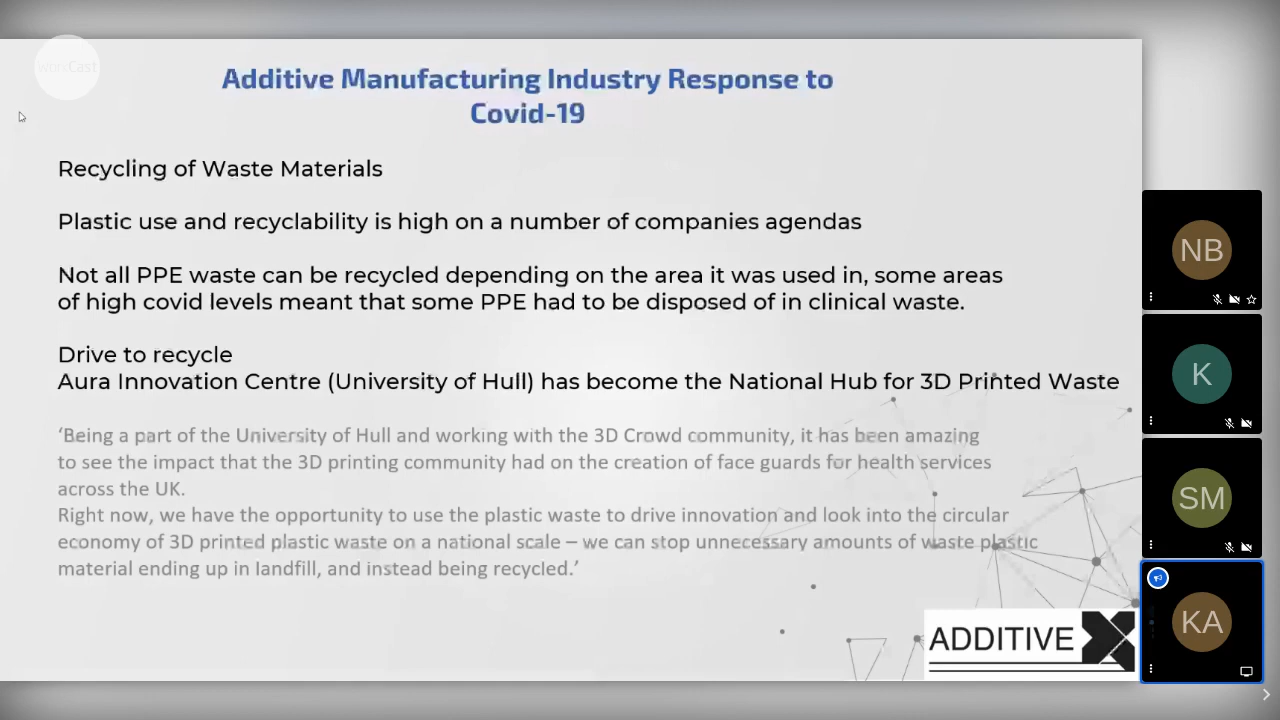 workCast
Additive Manufacturing Industry Response to
Covid-19
Recycling of Waste Materials
Plastic use and recyclability is high on a number of companies agendas
Not all PPE waste can be recycled depending on the area it was used in, some areas
of high covid levels meant that some PPE had to be disposed of in clinical waste.
Drive to recycle
Aura Innovation Centre (University of Hull) has become the National Hub for 3D Printed Waste
‘Being a part of the University of Hull and working with the 3D Crowd community, it has been amazing
to see the impact that the 3D printing community had on the creation of face guards for health services
across the UK.
Right now, we have the opportunity to use the plastic waste to drive innovation and look into the circular
economy of 3D printed plastic waste on a national scale – we can stop unnecessary amounts of waste plastic
material ending up in landfill, and instead being recycled.’
ADDITIVE X
NB
K
SM
KA